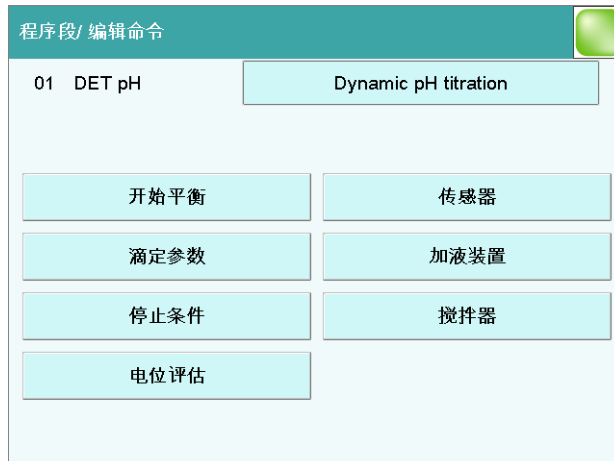 程序段/ 编辑命令
01 DET pH Dynamic pH titration
开始平衡 传感器
滴定参数 加液装置
停止条件 搅拌器
电位评估